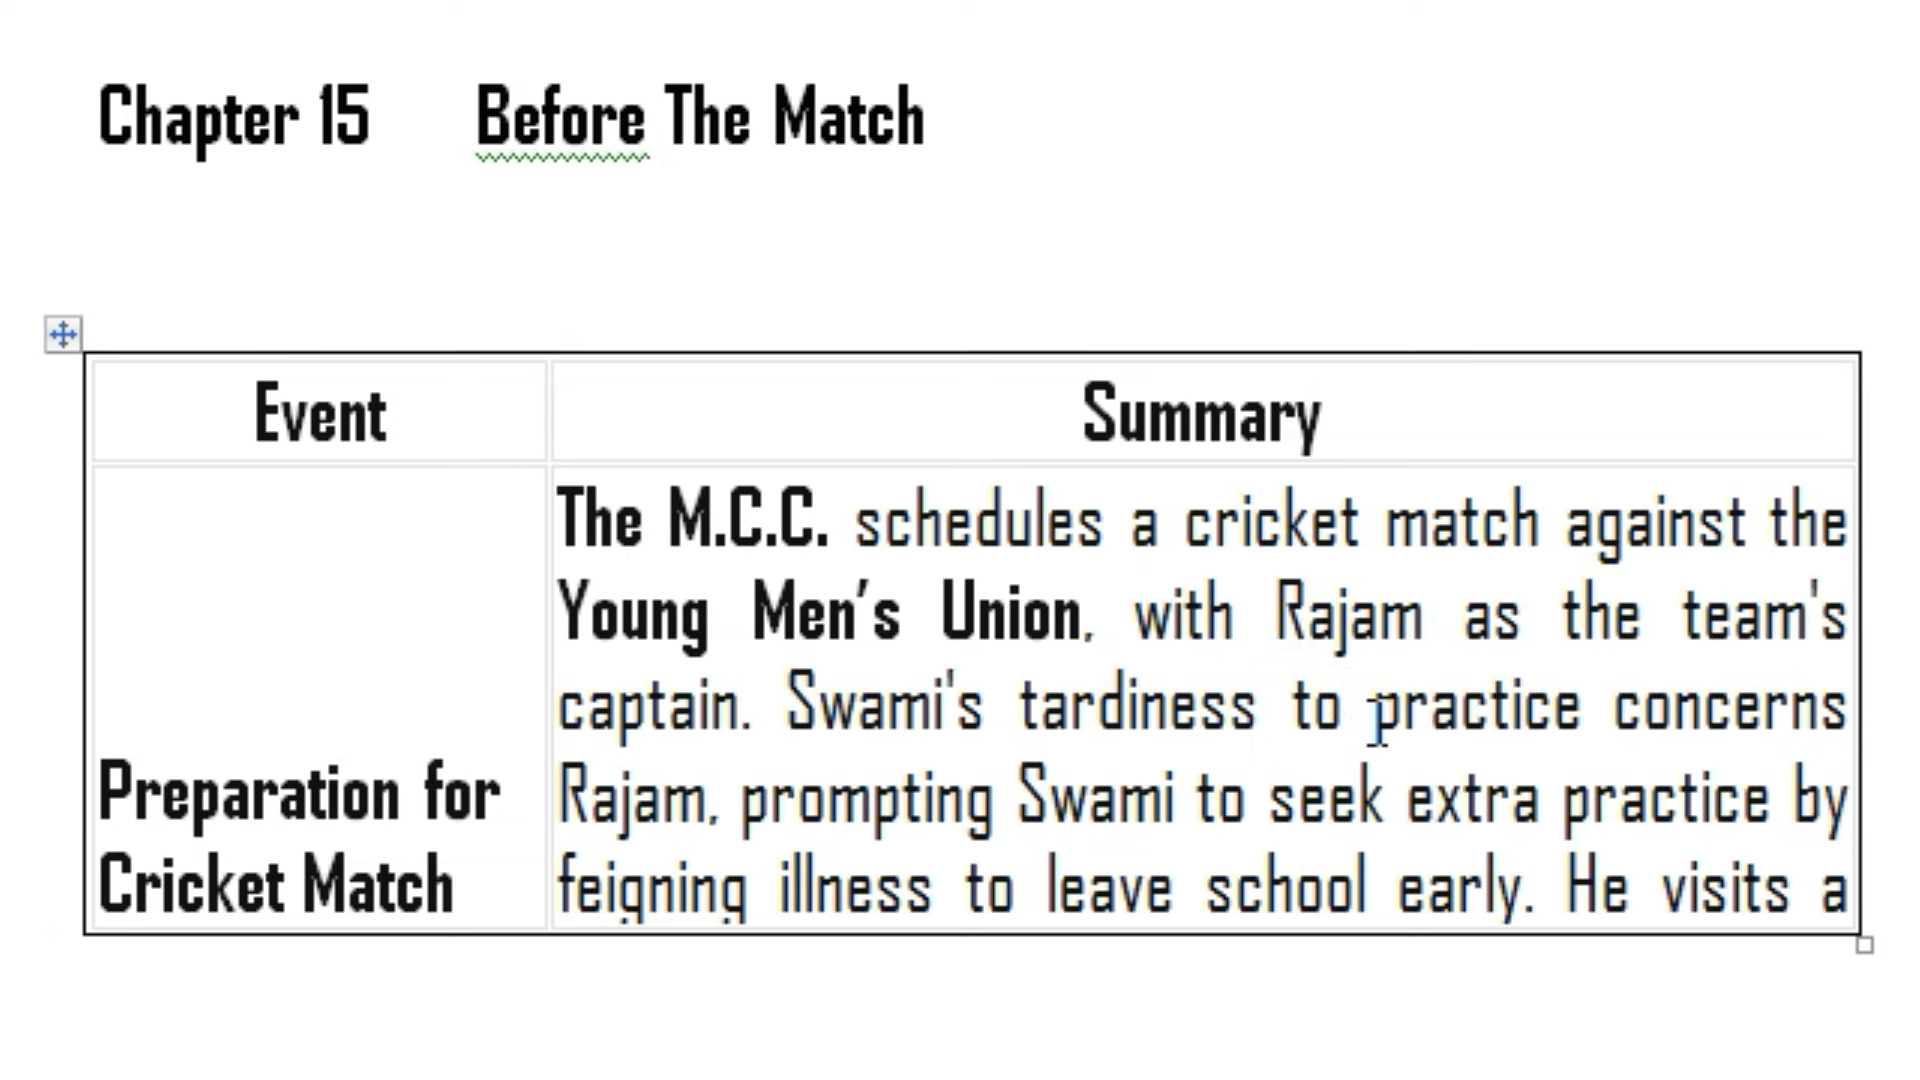 Chapter 15 Before The Match
Event Summary
The M.C.C. schedules a cricket match against the
Young Men’s Union, with Rajam as the team's
captain. Swami's tardiness to practice concerns
Rajam, prompting Swami to seek extra practice by
feigning illness to leave school early. He visits a
Preparation for
Cricket Match